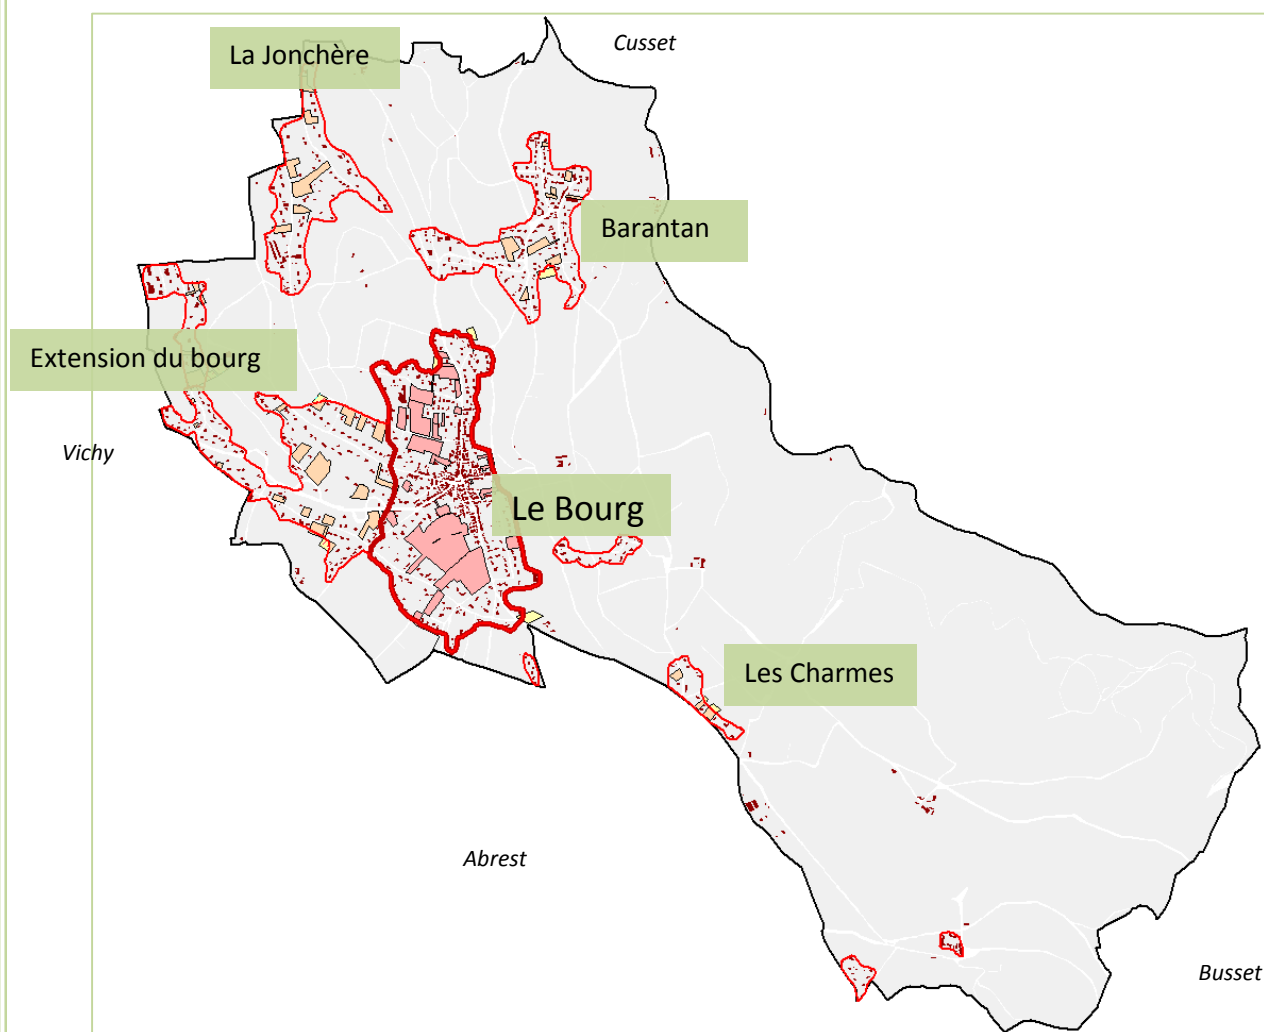 Cusset
La Jonchère
Barantan
Extension du bourg
Vichy
Le Bourg
Les Charmes
Abrest
Busset